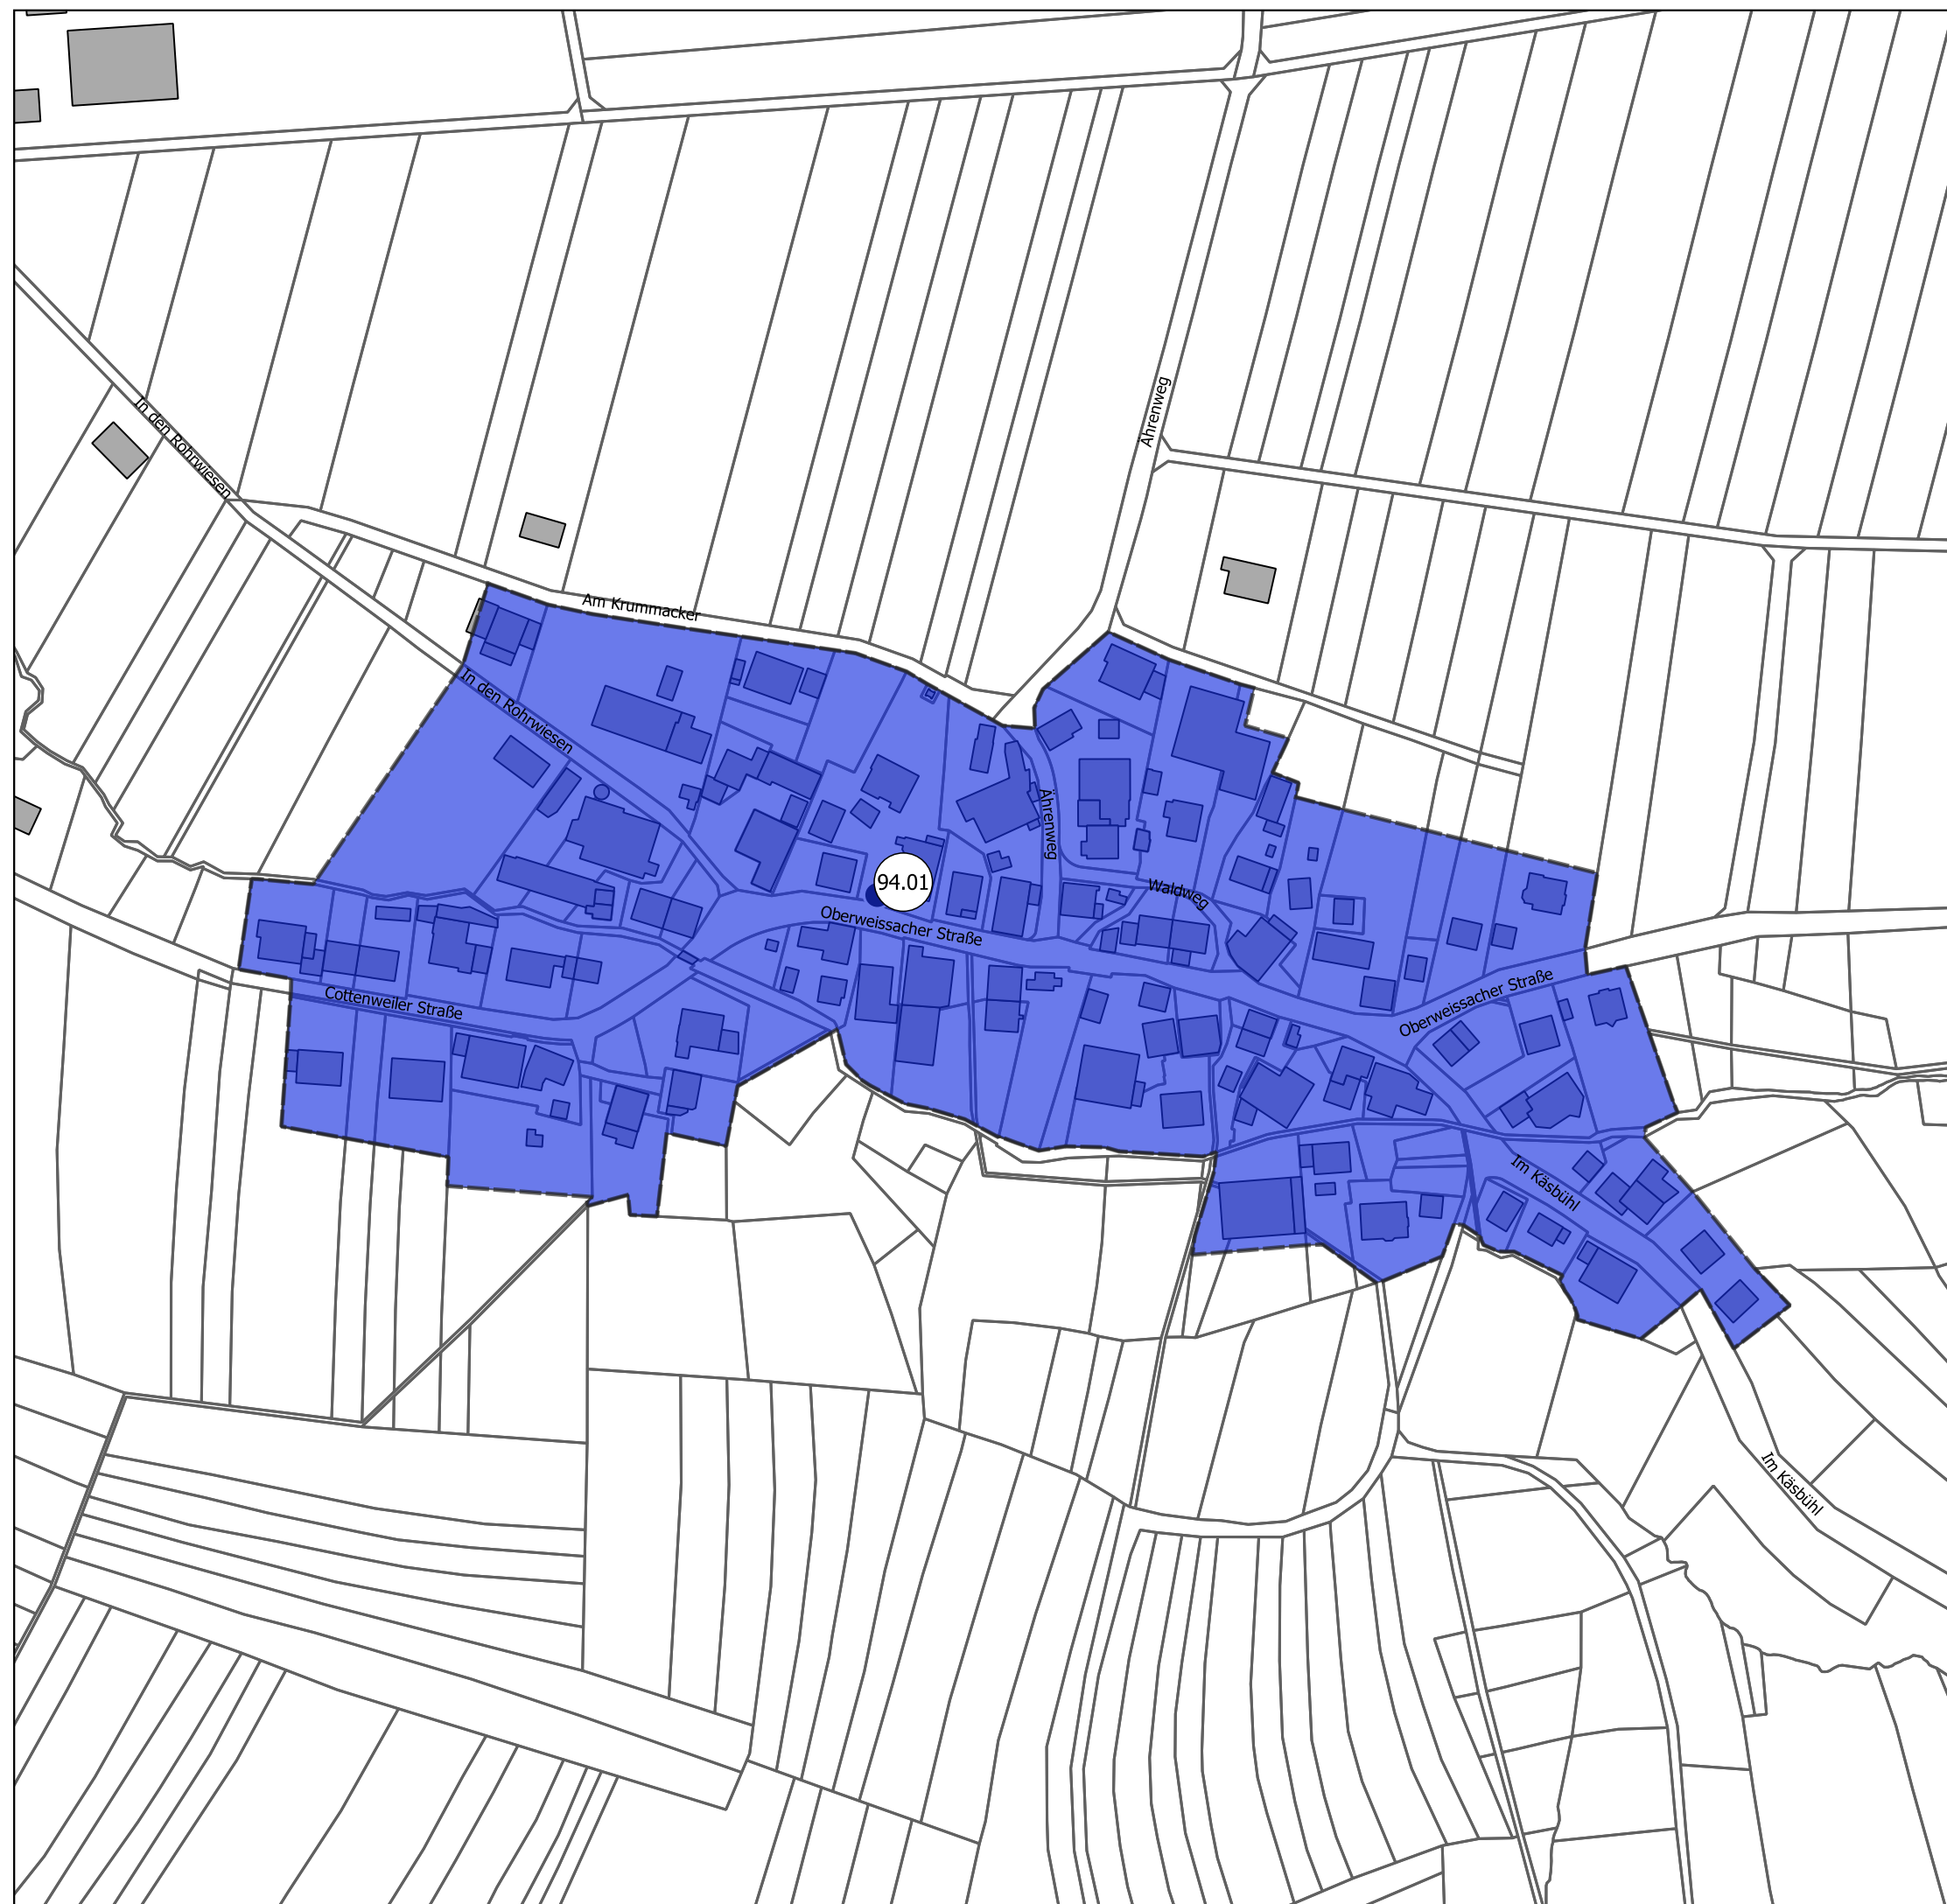 Ährenweg
In den Rohrwiesen
Am Krummacker
In den Rohrwiesen
Ährenweg
94.01
Waldweg
Oberweissacher Straße
Cottenweiler Straße
Oberweissacher Straße
Im Käsbühl
Im Käsbühl